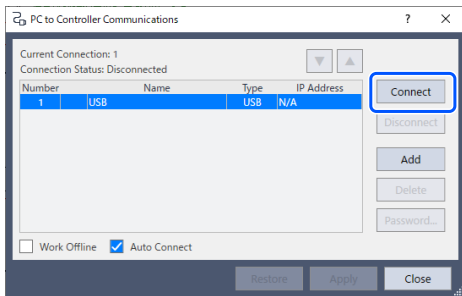 PC to Controller Communications
Current Connection: 1
Connection Status: Disconnected
Number Name Type IP Address
1 USB USB N/A
Connect
Disconnect
Add
Delete
Password...
Work Offline Auto Connect
Restore Apply Close